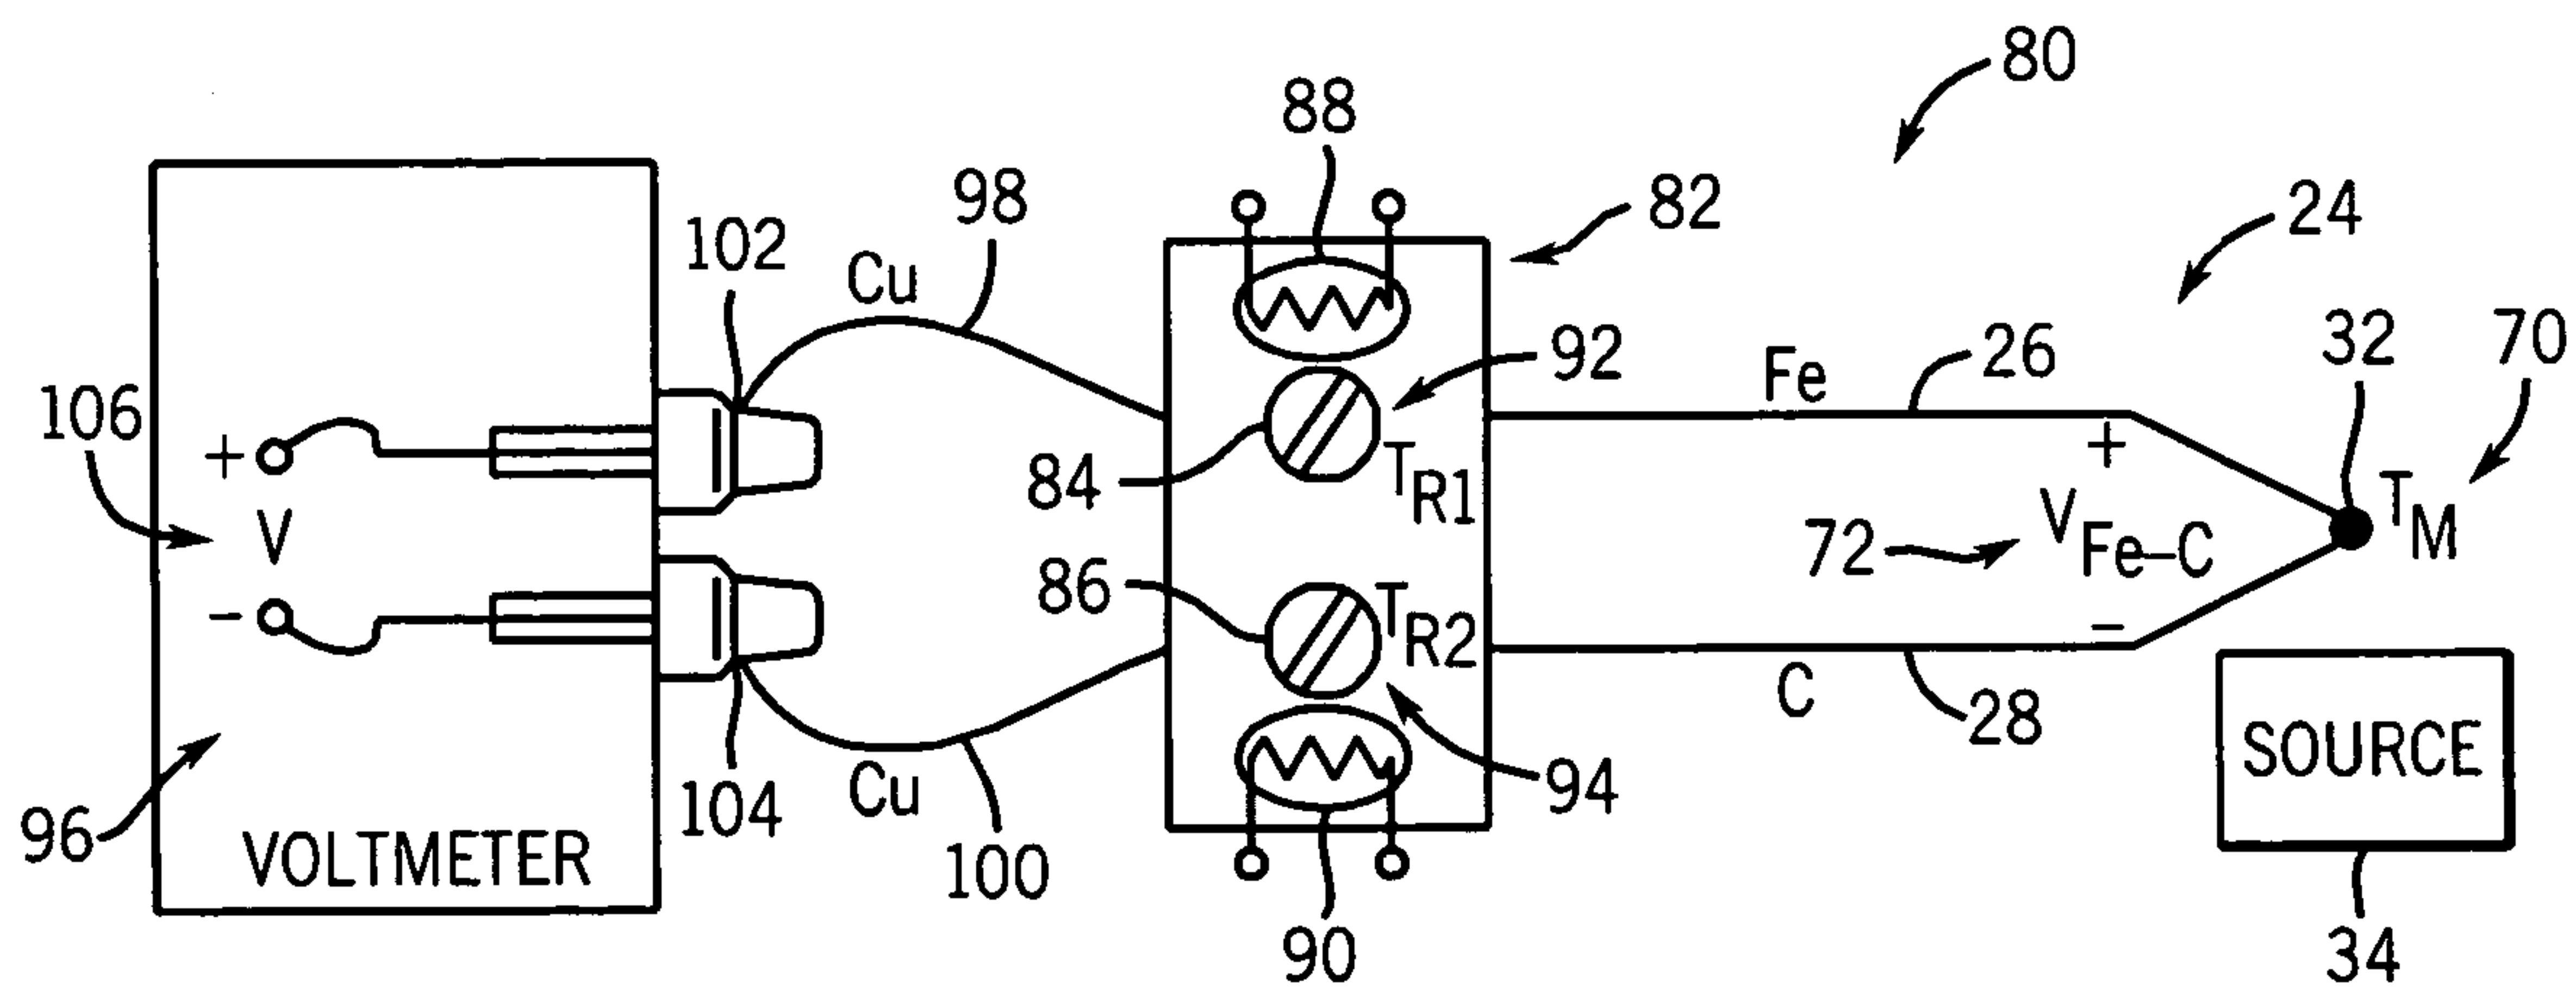 80
88
98
82
24
102
Cu
32
70
92
Fe
26
106
+
84
T_R1
+
T_M
V
86
T_R2
72
V_Fe–C
-
-
C
28
SOURCE
94
104
Cu
96
VOLTMETER
100
90
34